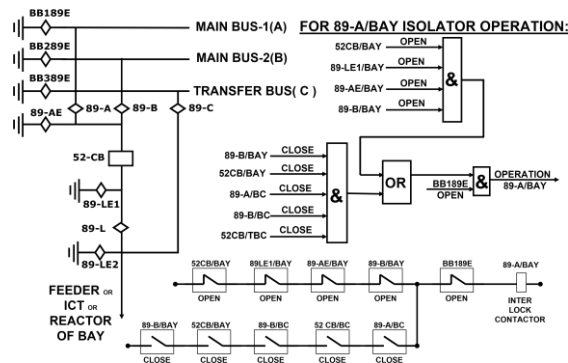 BB189E
MAIN BUS-1(A)
FOR 89-A/BAY ISOLATOR OPERATION:
BB289E
MAIN BUS-2(B)
BB389E
TRANSFER BUS( C )
89-AE
89-A
89-B
89-C
52-CB
89-LE1
89-L
89-LE2
FEEDER OR
ICT OR
REACTOR
OF BAY
52CB/BAY OPEN
89-LE1/BAY OPEN
89-AE/BAY OPEN
89-B/BAY OPEN
&
89-B/BAY CLOSE
52CB/BAY CLOSE
89-A/BC CLOSE
89-B/BC CLOSE
52CB/TBC CLOSE
&
OR
BB189E
OPEN
&
OPERATION
89-A/BAY
52CB/BAY 89LE1/BAY 89-AE/BAY 89-B/BAY BB189E 89-A/BAY
OPEN OPEN OPEN OPEN OPEN
INTER
LOCK
CONTACTOR
89-B/BAY 52CB/BAY 89-B/BC 52 CB/BC 89-A/BC
CLOSE CLOSE CLOSE CLOSE CLOSE